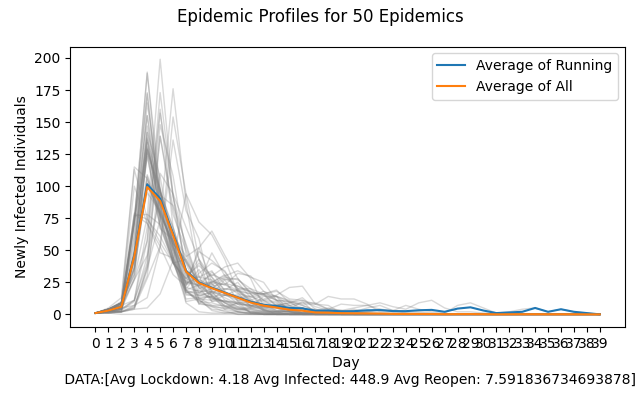 Epidemic Profiles for 50 Epidemics
Newly Infected Individuals
200
175
150
125
100
75
50
25
0
Average of Running
Average of All
0 1 2 3 4 5 6 7 8 9 10 11 12 13 14 15 16 17 18 19 20 21 22 23 24 25 26 27 28 29 30 31 32 33 34 35 36 37 38 39
Day
DATA:[Avg Lockdown: 4.18 Avg Infected: 448.9 Avg Reopen: 7.591836734693878]